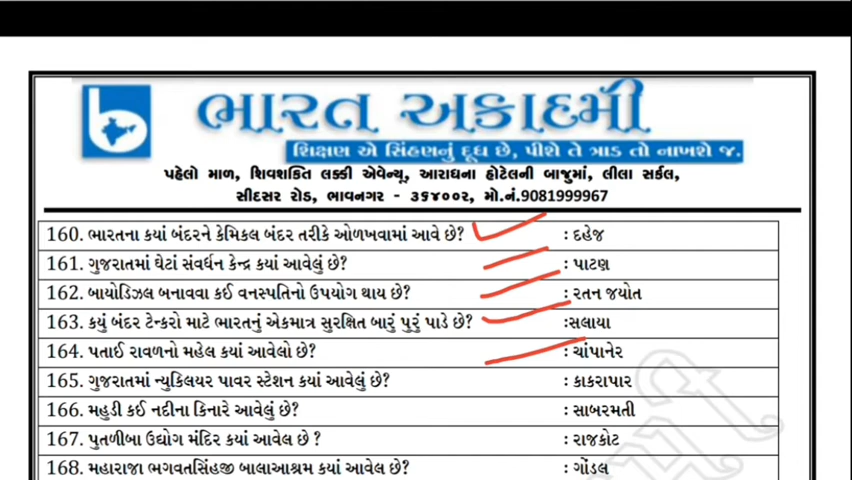 ભારત અકાદમી
શિક્ષણ એ સિંહણનું દૂધ છે, પીશે તે ત્રાડ તો નાખશે જ.
પહેલો માળ, શિવશકિત લક્કી એવેન્યૂ, આરાધના હોટેલની બાજુમાં, લીલા સર્કલ,
સીદસર રોડ, ભાવનગર - ૩૬૪૦૦૨, મો.નં.9081999967
160. ભારતના કયાં બંદરને કેમિકલ બંદર તરીકે ઓળખવામાં આવે છે? : દહેજ
161. ગુજરાતમાં ઘેટાં સંવર્ધન કેન્દ્ર કયાં આવેલું છે? : પાટણ
162. બાયોડિઝલ બનાવવા કઈ વનસ્પતિનો ઉપયોગ થાય છે? : રતન જયોત
163. કયું બંદર ટેન્કરો માટે ભારતનું એકમાત્ર સુરક્ષિત બારું પુરું પાડે છે? :સલાયા
164. પતાઈ રાવળનો મહેલ કયાં આવેલો છે? : ચાંપાનેર
165. ગુજરાતમાં ન્યુકિલયર પાવર સ્ટેશન કયાં આવેલું છે? : કાકરાપાર
166. મહુડી કઈ નદીના કિનારે આવેલું છે? : સાબરમતી
167. પુતળીબા ઉદ્યોગ મંદિર કયાં આવેલ છે ? : રાજકોટ
168. મહારાજા ભગવતસિંહજી બાલાઆશ્રમ કયાં આવેલ છે? : ગોંડલ